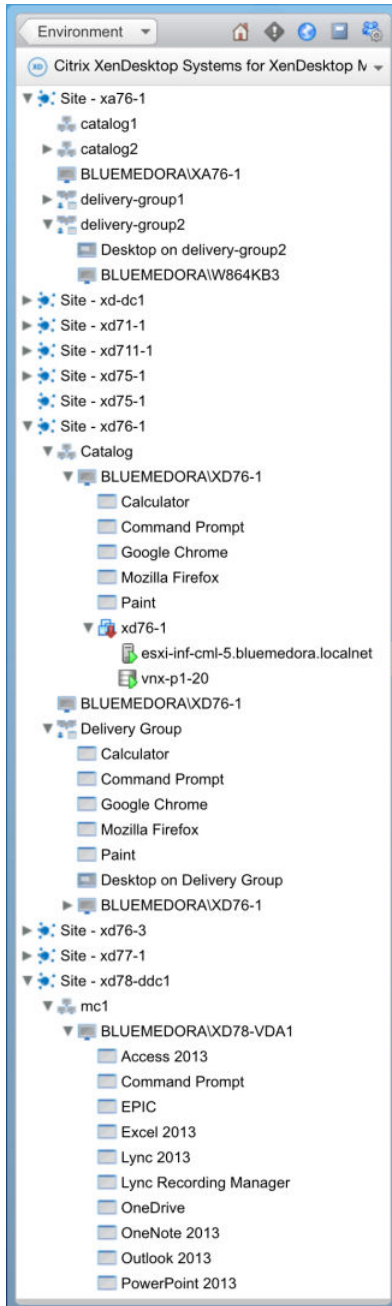 Environment
XD Citrix XenDesktop Systems for XenDesktop M
Site - xa76-1
catalog1
catalog2
BLUEMEDORA\XA76-1
delivery-group1
delivery-group2
Desktop on delivery-group2
BLUEMEDORA\W864KB3
Site - xd-dc1
Site - xd71-1
Site - xd711-1
Site - xd75-1
Site - xd75-1
Site - xd76-1
Catalog
BLUEMEDORA\XD76-1
Calculator
Command Prompt
Google Chrome
Mozilla Firefox
Paint
xd76-1
esxi-inf-cml-5.bluemedora.localnet
vnx-p1-20
BLUEMEDORA\XD76-1
Delivery Group
Calculator
Command Prompt
Google Chrome
Mozilla Firefox
Paint
Desktop on Delivery Group
BLUEMEDORA\XD76-1
Site - xd76-3
Site - xd77-1
Site - xd78-ddc1
mc1
BLUEMEDORA\XD78-VDA1
Access 2013
Command Prompt
EPIC
Excel 2013
Lync 2013
Lync Recording Manager
OneDrive
OneNote 2013
Outlook 2013
PowerPoint 2013